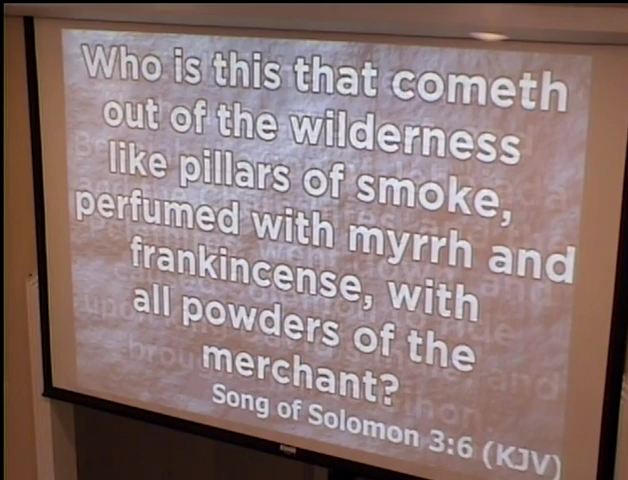 Who is this that cometh
out of the wilderness
like pillars of smoke,
perfumed with myrrh and
frankincense, with
all powders of the
merchant?
Song of Solomon 3:6 (KJV)